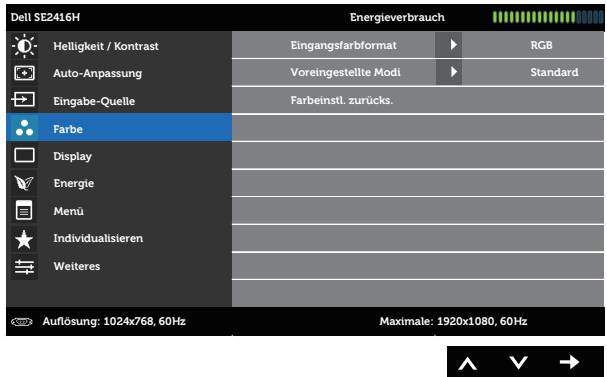 Dell SE2416H Energieverbrauch
Helligkeit / Kontrast Eingangsfarbformat RGB
Auto-Anpassung Voreingestellte Modi Standard
Eingabe-Quelle Farbeinstl. zurücks.
Farbe
Display
Energie
Menü
Individualisieren
Weiteres
Auflösung: 1024x768, 60Hz Maximale: 1920x1080, 60Hz